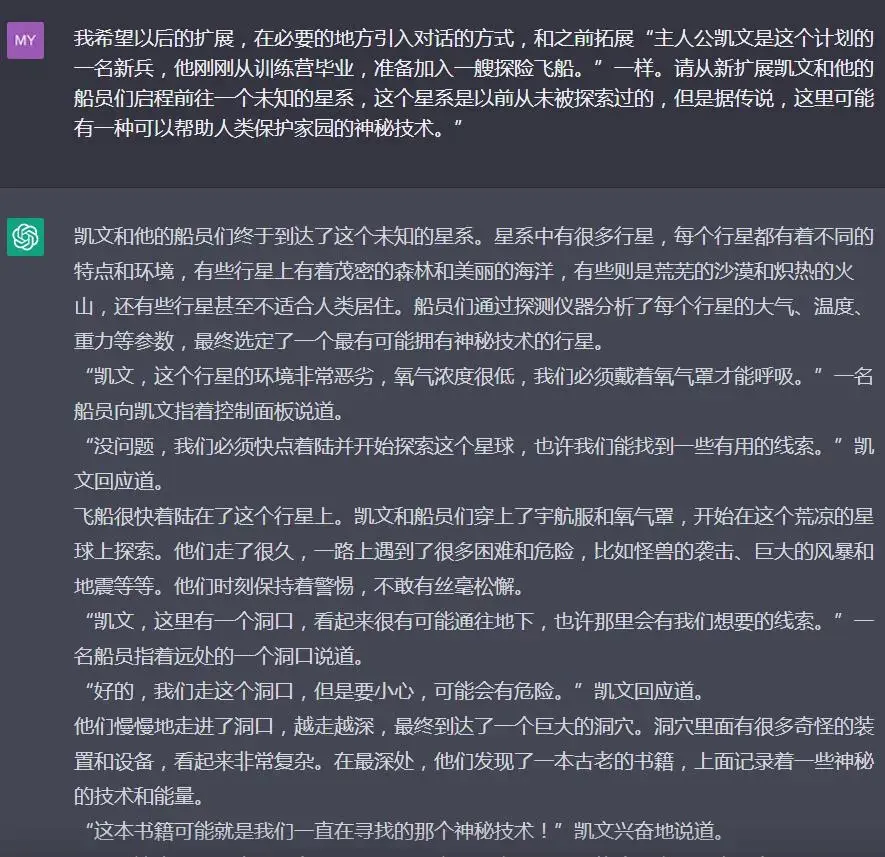 MY
我希望以后的扩展，在必要的地方引入对话的方式，和之前拓展“主人公凯文是这个计划的
一名新兵，他刚刚从训练营毕业，准备加入一艘探险飞船。”一样。请从新扩展凯文和他的
船员们启程前往一个未知的星系，这个星系是以前从未被探索过的，但是据传说，这里可能
有一种可以帮助人类保护家园的神秘技术。”
凯文和他的船员们终于到达了这个未知的星系。星系中有很多行星，每个行星都有着不同的
特点和环境，有些行星上有着茂密的森林和美丽的海洋，有些则是荒芜的沙漠和炽热的火
山，还有些行星甚至不适合人类居住。船员们通过探测仪器分析了每个行星的大气、温度、
重力等参数，最终选定了一个最有可能拥有神秘技术的行星。
“凯文，这个行星的环境非常恶劣，氧气浓度很低，我们必须戴着氧气罩才能呼吸。”一名
船员向凯文指着控制面板说道。
“没问题，我们必须快点着陆并开始探索这个星球，也许我们能找到一些有用的线索。”凯
文回应道。
飞船很快着陆在了这个行星上。凯文和船员们穿上了宇航服和氧气罩，开始在这个荒凉的星
球上探索。他们走了很久，一路上遇到了很多困难和危险，比如怪兽的袭击、巨大的风暴和
地震等等。他们时刻保持着警惕，不敢有丝毫松懈。
“凯文，这里有一个洞口，看起来很有可能通往地下，也许那里会有我们想要的线索。”一
名船员指着远处的一个洞口说道。
“好的，我们走这个洞口，但是要小心，可能会有危险。”凯文回应道。
他们慢慢地走进了洞口，越走越深，最终到达了一个巨大的洞穴。洞穴里面有很多奇怪的装
置和设备，看起来非常复杂。在最深处，他们发现了一本古老的书籍，上面记录着一些神秘
的技术和能量。
“这本书籍可能就是我们一直在寻找的那个神秘技术！”凯文兴奋地说道。